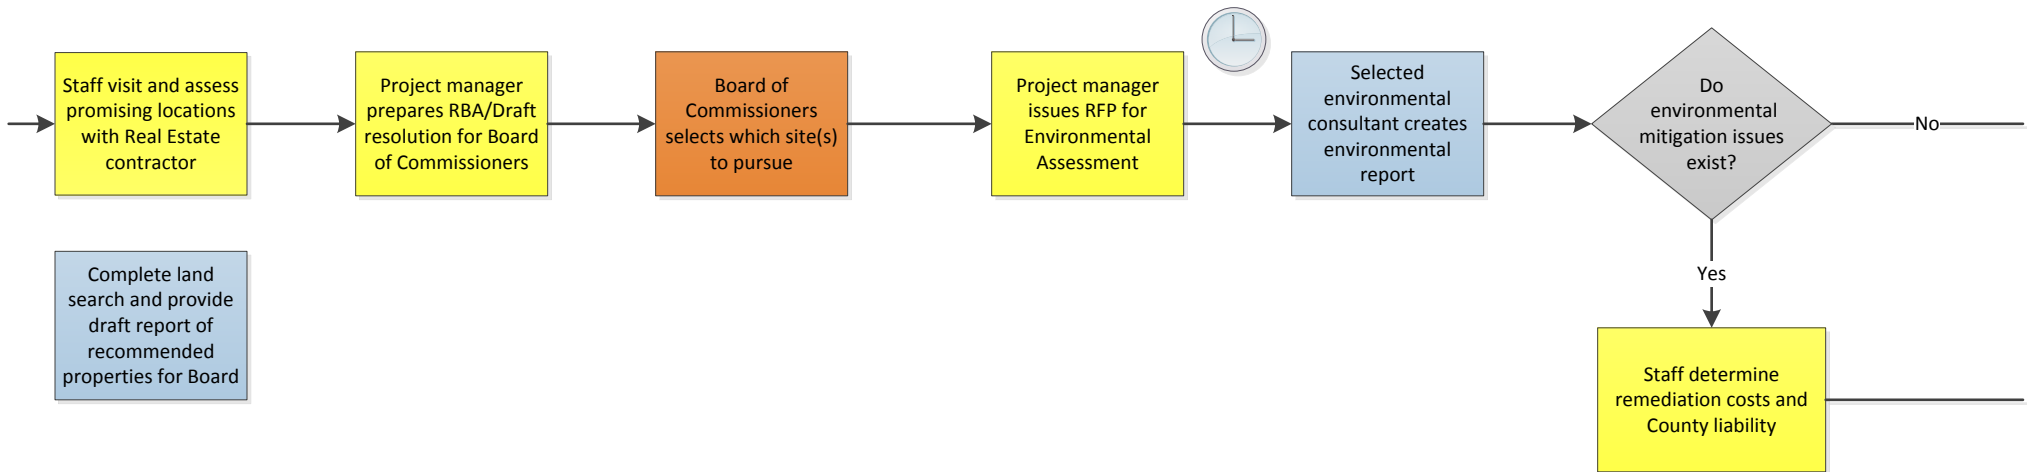 Staff visit and assess
promising locations
with Real Estate
contractor
Project manager
prepares RBA/Draft
resolution for Board
of Commissioners
Board of
Commissioners
selects which site(s)
to pursue
Project manager
issues RFP for
Environmental
Assessment
Selected
environmental
consultant creates
environmental
report
Do
environmental
mitigation issues
exist?
No
Complete land
search and provide
draft report of
recommended
properties for Board
Yes
Staff determine
remediation costs and
County liability